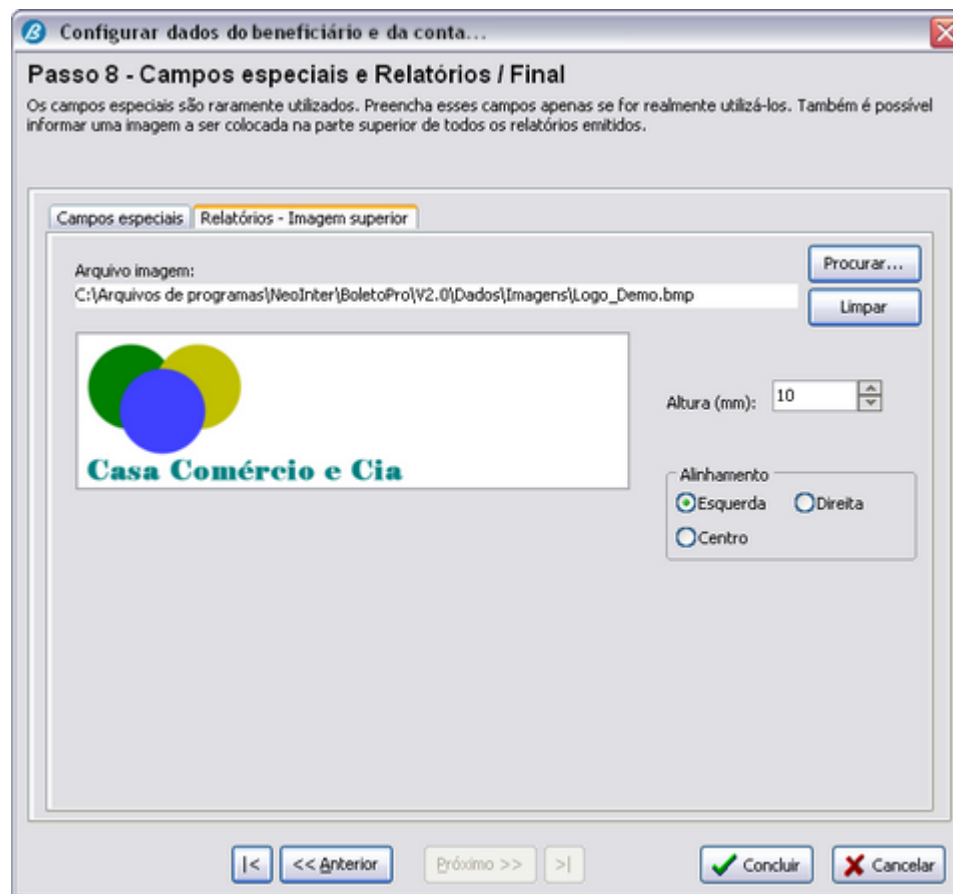 Configurar dados do beneficiário e da conta...
Passo 8 - Campos especiais e Relatórios / Final
Os campos especiais são raramente utilizados. Preencha esses campos apenas se for realmente utilizá-los. Também é possível
informar uma imagem a ser colocada na parte superior de todos os relatórios emitidos.
Campos especiais
Relatórios - Imagem superior
Arquivo imagem:
C:\Arquivos de programas\NeoInter\BoletoPro\V2.0\Dados\Imagens\Logo_Demo.bmp
Procurar...
Limpar
Casa Comércio e Cia
Altura (mm): 10
Alinhamento
Esquerda Direita
Centro
|< << Anterior Próximo >> >| Concluir Cancelar